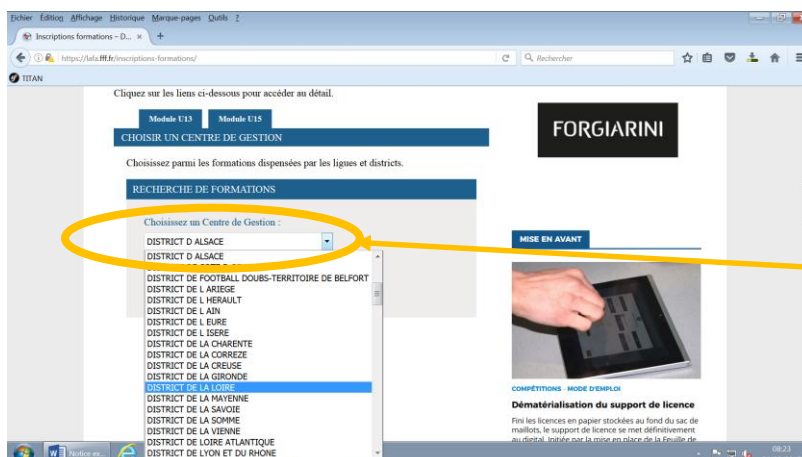 Fichier Édition Affichage Historique Marque-pages Outils ?
Inscriptions formations – D... × +
https://lafa.fff.fr/inscriptions-formations/
Rechercher
TITAN
Cliquez sur les liens ci-dessous pour accéder au détail.
Module U13 Module U15
CHOISIR UN CENTRE DE GESTION
Choisissez parmi les formations dispensées par les ligues et districts.
RECHERCHE DE FORMATIONS
Choisissez un Centre de Gestion :
DISTRICT D ALSACE
DISTRICT D ALSACE
DISTRICT DE FOOTBALL DOUBS-TERRITOIRE DE BELFORT
DISTRICT DE L ARIEGE
DISTRICT DE L HERAULT
DISTRICT DE L AIN
DISTRICT DE L EURE
DISTRICT DE L ISERE
DISTRICT DE LA CHARENTE
DISTRICT DE LA CORREZE
DISTRICT DE LA CREUSE
DISTRICT DE LA GIRONDE
DISTRICT DE LA LOIRE
DISTRICT DE LA MAYENNE
DISTRICT DE LA SAVOIE
DISTRICT DE LA SOMME
DISTRICT DE LA VIENNE
DISTRICT DE LOIRE ATLANTIQUE
DISTRICT DE LYON ET DU RHONE
FORGIARINI
MISE EN AVANT
COMPÉTITIONS - MODE D'EMPLOI
Dématérialisation du support de licence
Fini les licences en papier stockées au fond du sac de
maillots, le support de licence se met définitivement
au digital. Initiée par la mise en place de la Feuille de
Notice es...
08:23